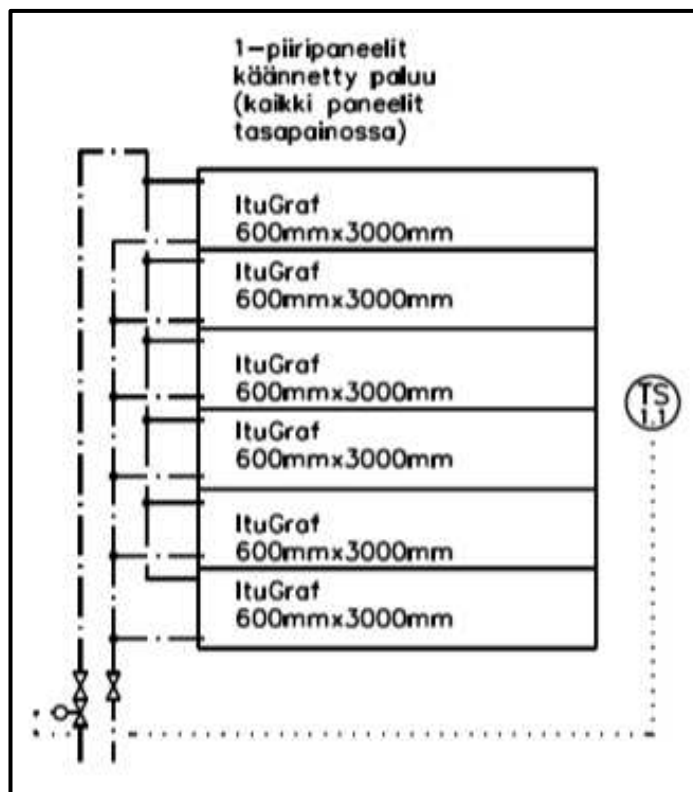 1-piiripaneelit
käännetty paluu
(kaikki paneelit
tasapainossa)
ItuGraf
600mmx3000mm
ItuGraf
600mmx3000mm
ItuGraf
600mmx3000mm
TS
1.1
ItuGraf
600mmx3000mm
ItuGraf
600mmx3000mm
ItuGraf
600mmx3000mm